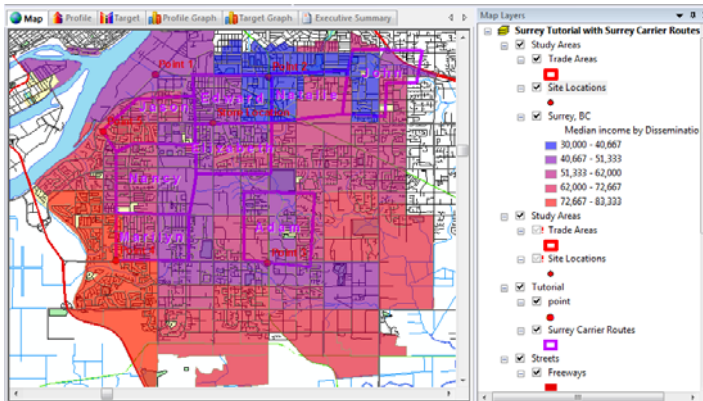 Map
Profile
Target
Profile Graph
Target Graph
Executive Summary
Point 1
Jason
Edward
Natalie
John
Elizabeth
Nancy
Marilyn
Adam
Map Layers
Surrey Tutorial with Surrey Carrier Routes
Study Areas
Trade Areas
Site Locations
Surrey, BC
Median income by Disseminatio
30,000 - 40,667
40,667 - 51,333
51,333 - 62,000
62,000 - 72,667
72,667 - 83,333
Study Areas
Trade Areas
Site Locations
Tutorial
point
Surrey Carrier Routes
Streets
Freeways